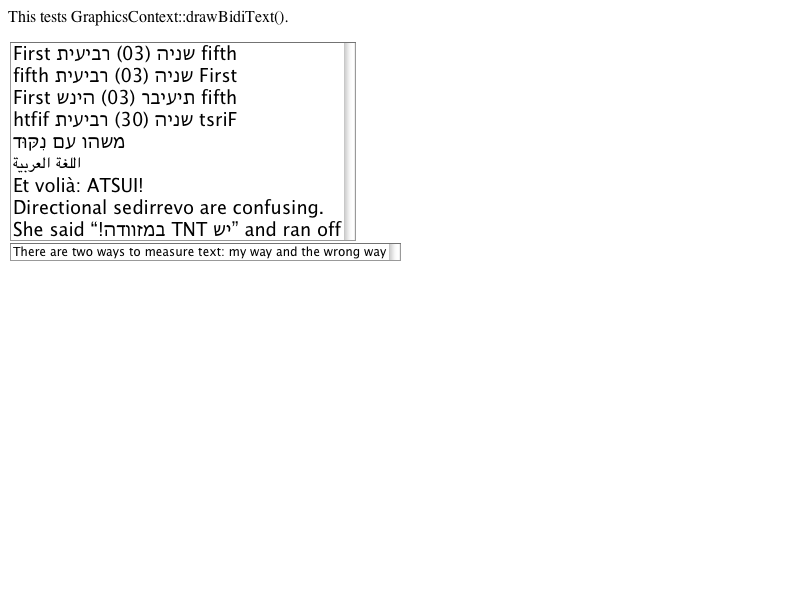 This tests GraphicsContext::drawBidiText().
First שניה (03) רביעית fifth
First שניה (03) רביעית fifth
First שניה (03) רביעית fifth
htfif רביעית (30) שניה tsriF
משהו עם נִקּוּד
اللغة العربية
Et volià: ATSUI!
Directional sedirrevo are confusing.
She said “יש TNT במזוודה!” and ran off
There are two ways to measure text: my way and the wrong way